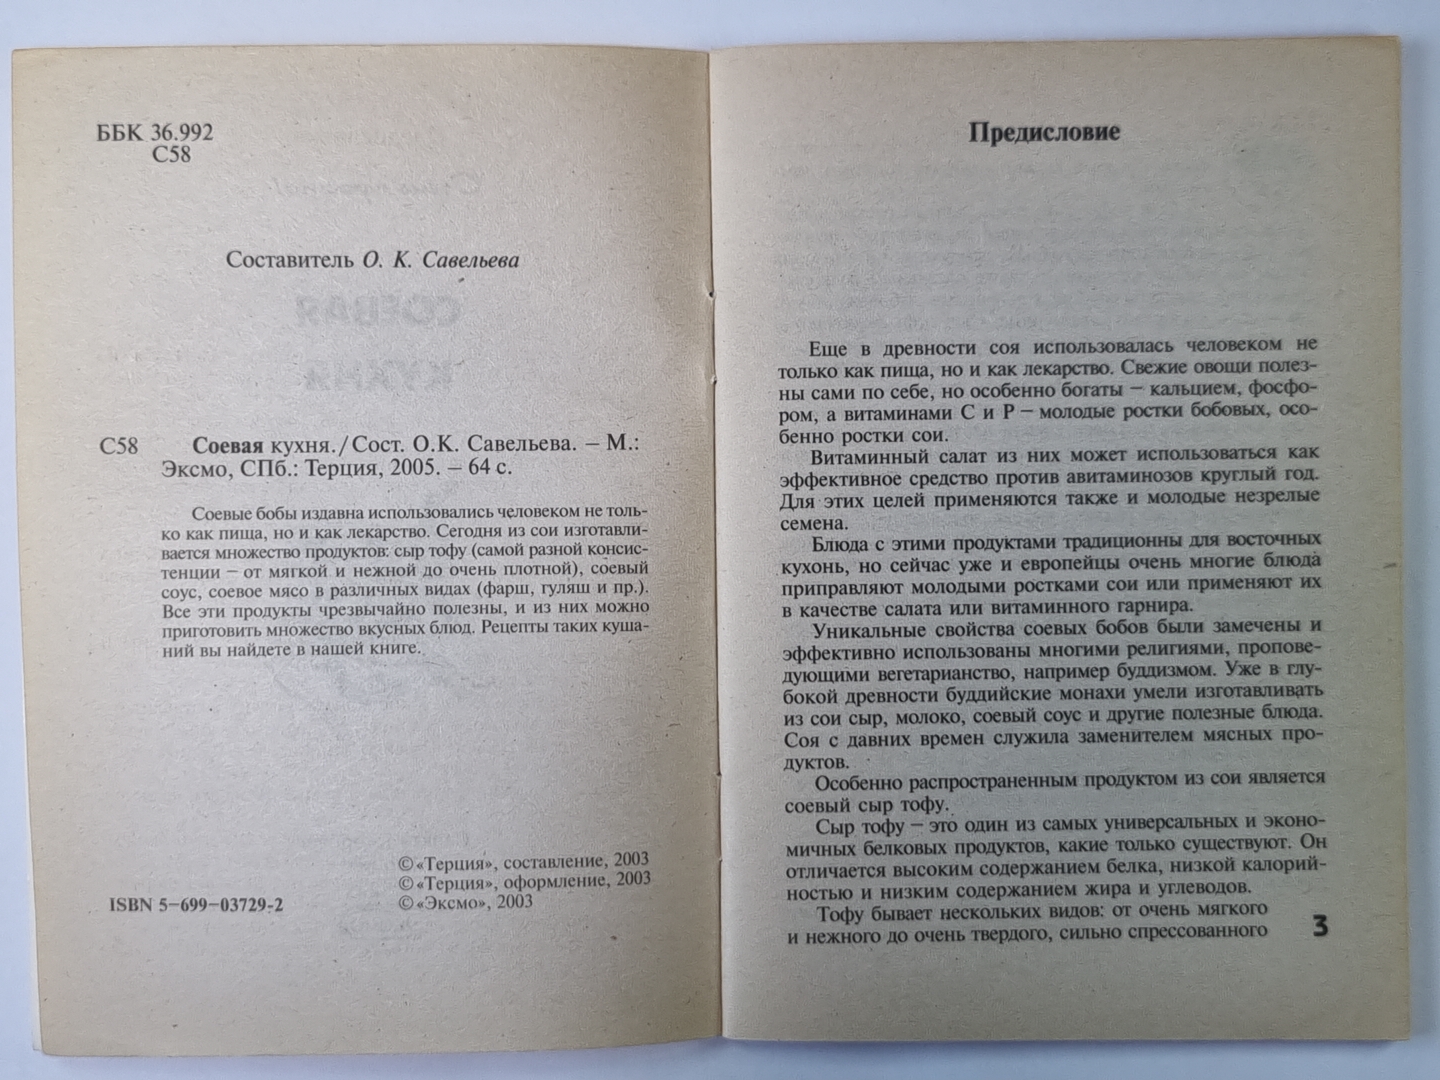 ББК 36.992
С58
Составитель О. К. Савельева
С58 Соевая кухня./Сост. О.К. Савельева. – М.:
Эксмо, СПб.: Терция, 2005. – 64 с.
Соевые бобы издавна использовались человеком не толь-
ко как пища, но и как лекарство. Сегодня из сои изготавли-
вается множество продуктов: сыр тофу (самой разной консис-
тенции – от мягкой и нежной до очень плотной), соевый
соус, соевое мясо в различных видах (фарш, гуляш и пр.).
Все эти продукты чрезвычайно полезны, и из них можно
приготовить множество вкусных блюд. Рецепты таких куша-
ний вы найдете в нашей книге.
©«Терция», составление, 2003
©«Терция», оформление, 2003
ISBN 5–699–03729-2 ©«Эксмо», 2003
Предисловие
Еще в древности соя использовалась человеком не
только как пища, но и как лекарство. Свежие овощи полез-
ны сами по себе, но особенно богаты – кальцием, фосфо-
ром, а витаминами С и Р – молодые ростки бобовых, осо-
бенно ростки сои.
Витаминный салат из них может использоваться как
эффективное средство против авитаминозов круглый год.
Для этих целей применяются также и молодые незрелые
семена.
Блюда с этими продуктами традиционны для восточных
кухонь, но сейчас уже и европейцы очень многие блюда
приправляют молодыми ростками сои или применяют их
в качестве салата или витаминного гарнира.
Уникальные свойства соевых бобов были замечены и
эффективно использованы многими религиями, пропове-
дующими вегетарианство, например буддизмом. Уже в глу-
бокой древности буддийские монахи умели изготавливать
из сои сыр, молоко, соевый соус и другие полезные блюда.
Соя с давних времен служила заменителем мясных про-
дуктов.
Особенно распространенным продуктом из сои является
соевый сыр тофу.
Сыр тофу – это один из самых универсальных и эконо-
мичных белковых продуктов, какие только существуют. Он
отличается высоким содержанием белка, низкой калорий-
ностью и низким содержанием жира и углеводов.
Тофу бывает нескольких видов: от очень мягкого
и нежного до очень твердого, сильно спрессованного
3